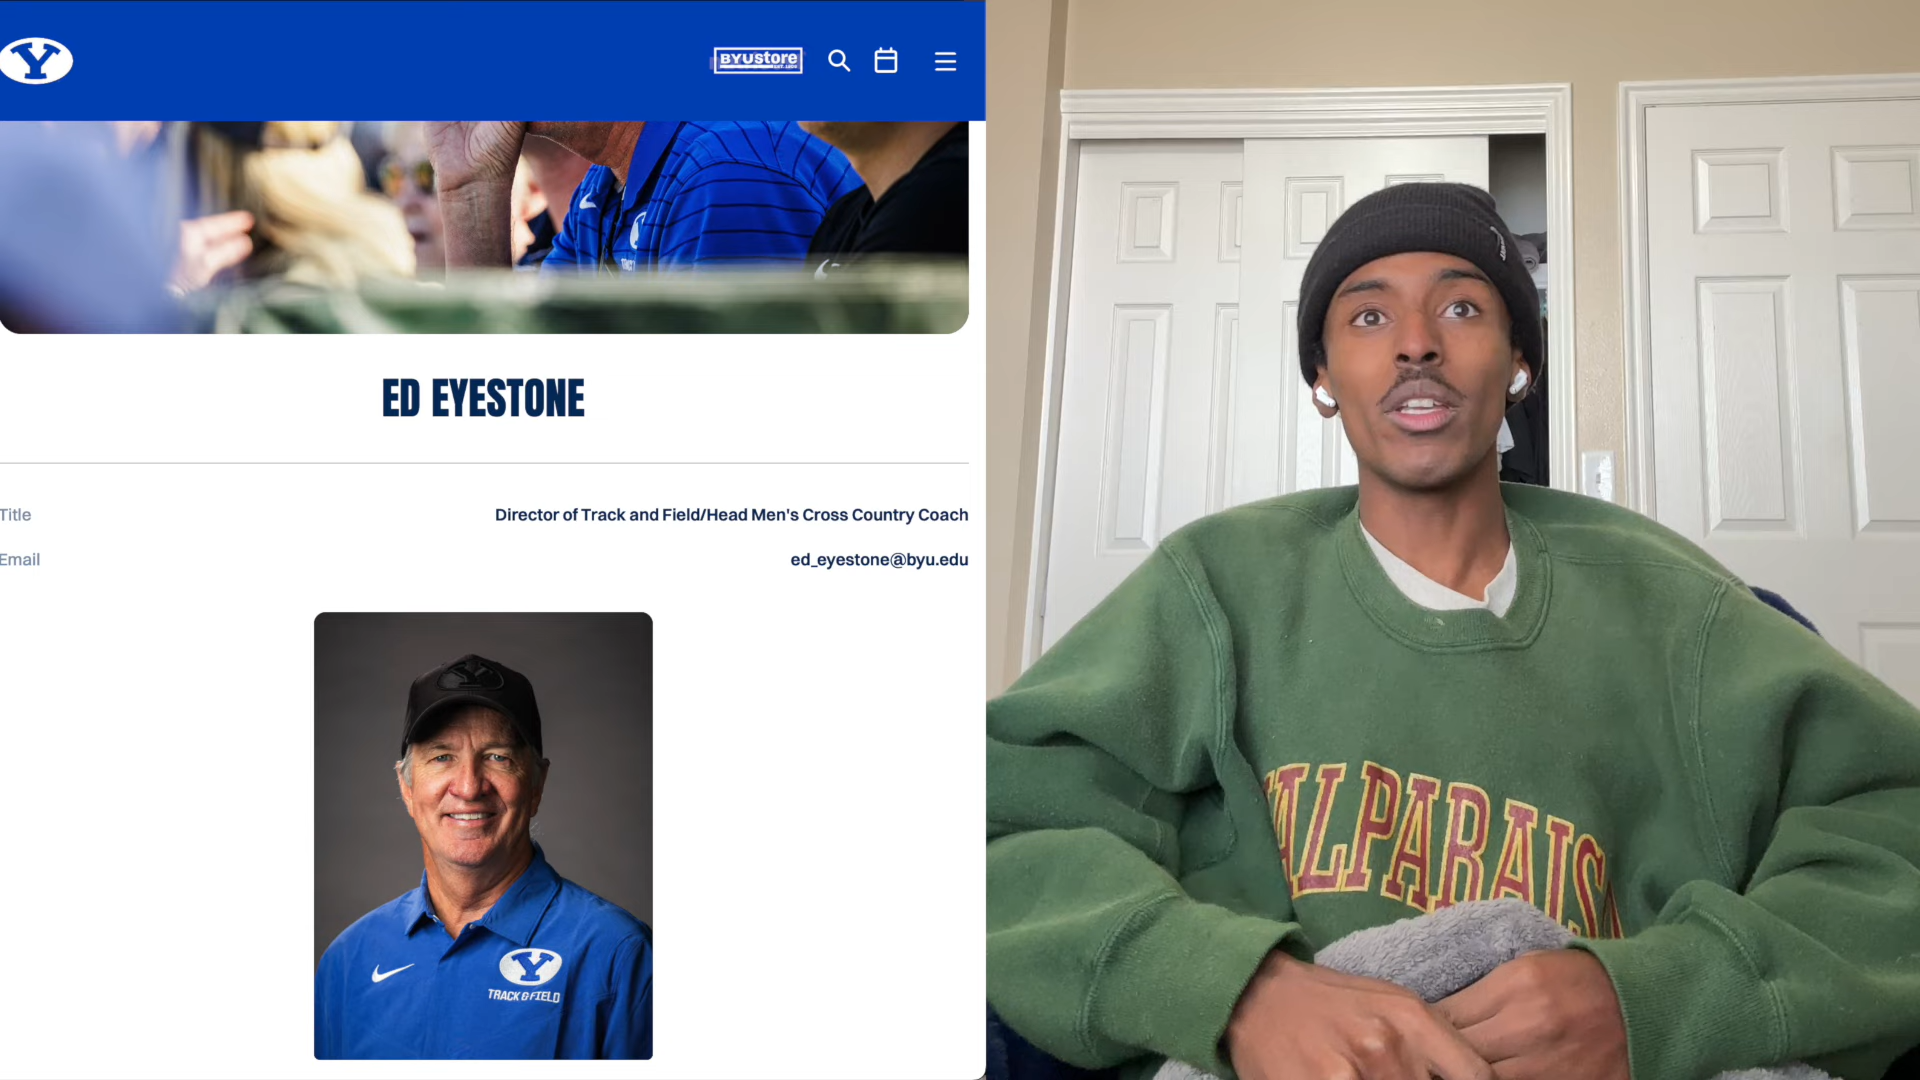 Y
BYUstore
ED EYESTONE
Title
Director of Track and Field/Head Men's Cross Country Coach
Email
ed_eyestone@byu.edu
Y
TRACK & FIELD
VALPARAISO